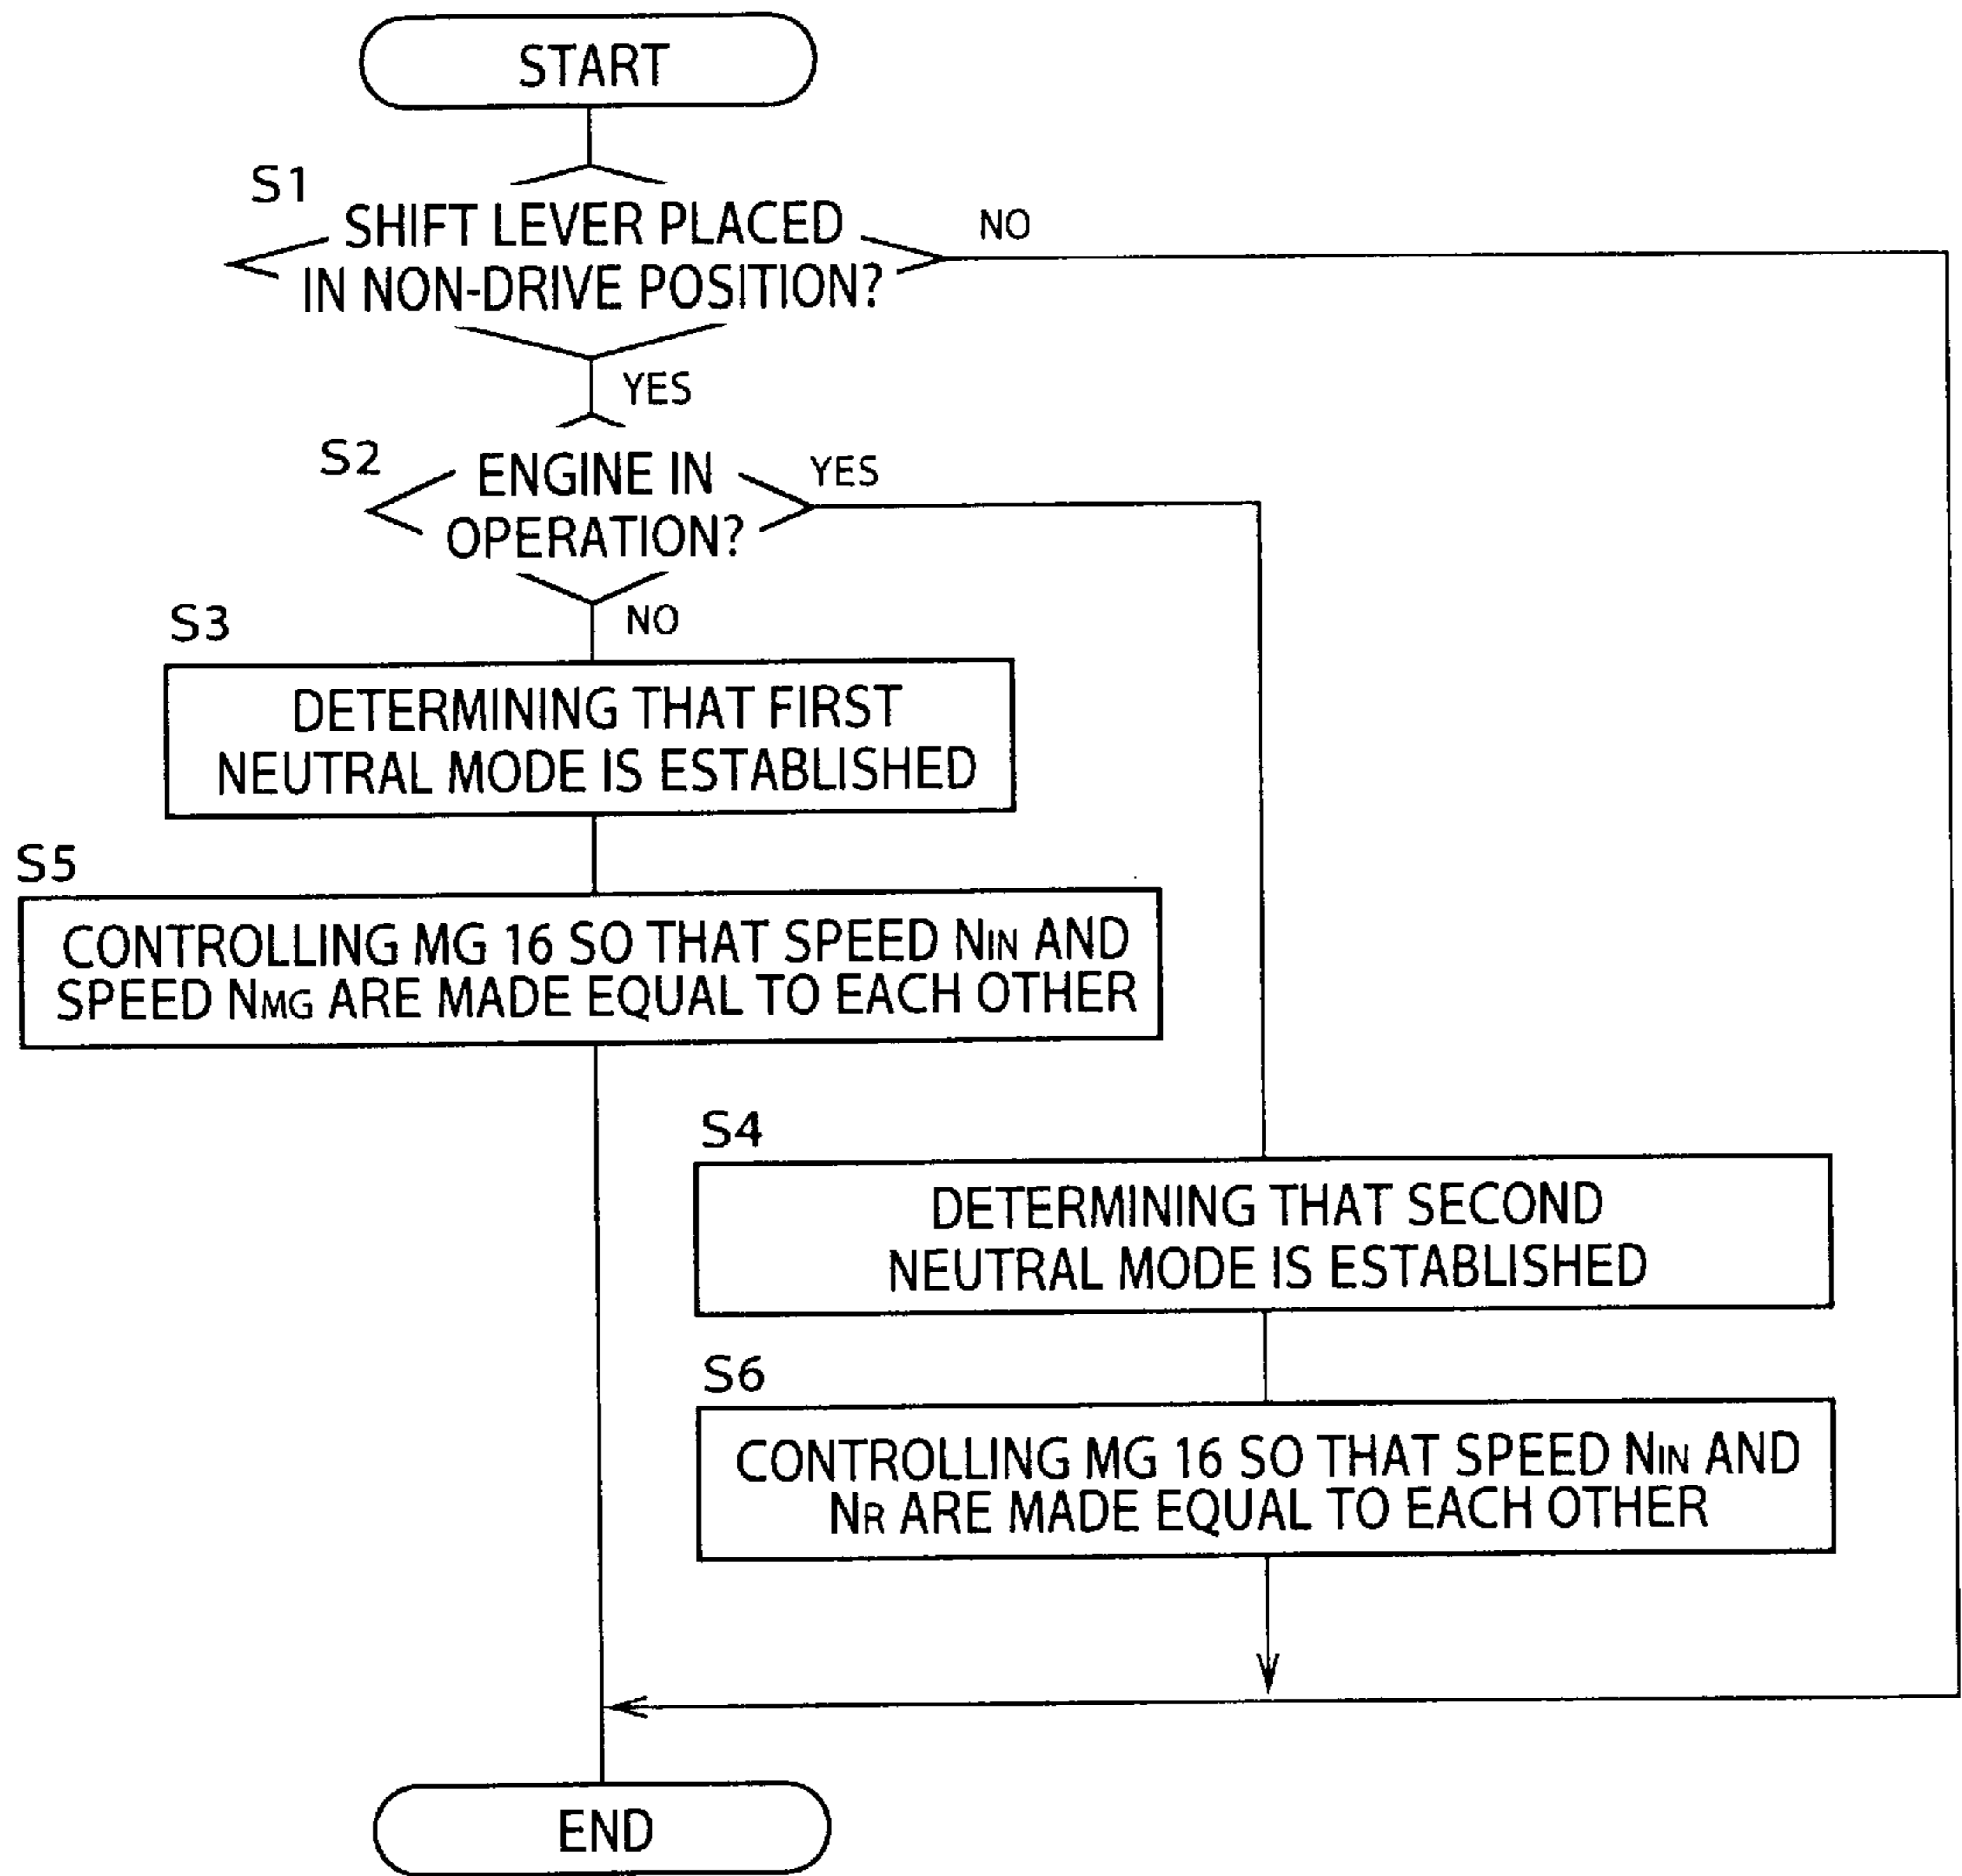 START
S1
SHIFT LEVER PLACED
IN NON-DRIVE POSITION?
NO
YES
S2
ENGINE IN
OPERATION?
YES
NO
S3
DETERMINING THAT FIRST
NEUTRAL MODE IS ESTABLISHED
S5
CONTROLLING MG 16 SO THAT SPEED NIN AND
SPEED NMG ARE MADE EQUAL TO EACH OTHER
S4
DETERMINING THAT SECOND
NEUTRAL MODE IS ESTABLISHED
S6
CONTROLLING MG 16 SO THAT SPEED NIN AND
NR ARE MADE EQUAL TO EACH OTHER
END